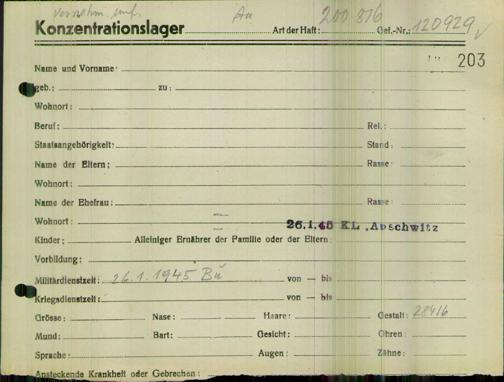 Au 200.876
Konzentrationslager Art der Haft: Gef.-Nr.: 120929
203
Name und Vorname:
geb.: zu:
Wohnort:
Beruf: Rel.:
Staatsangehörigkeit: Stand:
Name der Eltern: Rasse:
Wohnort:
Name der Ehefrau: Rasse:
Wohnort: 26.1.45 KL. Auschwitz
Kinder: Alleiniger Ernährer der Familie oder der Eltern:
Vorbildung:
Militärdienstzeit: 26.1.1945 Bu von — bis
Kriegsdienstzeit: von — bis
Grösse: Nase: Haare: Gestalt: 28416
Mund: Bart: Gesicht: Ohren:
Sprache: Augen: Zähne:
Ansteckende Krankheit oder Gebrechen: